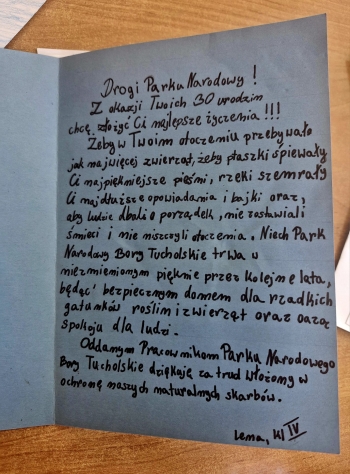 Drogi Parku Narodowy !
Z okazji Twoich 30 urodzin
chcę złożyć Ci najlepsze życzenia !!!
Żeby w Twoim otoczeniu przebywało
jak najwięcej zwierząt, żeby ptaszki śpiewały
Ci najpiękniejsze pieśni, rzeki szemrały
Ci najdłuższe opowiadania i bajki oraz,
aby ludzie dbali o porządek, nie zostawiali
śmieci i nie niszczyli otoczenia. Niech Park
Narodowy Bory Tucholskie trwa w
niezmienionym pięknie przez kolejne lata,
będąc bezpiecznym domem dla rzadkich
gatunków roślin i zwierząt oraz oazą
spokoju dla ludzi.
Oddanym Pracownikom Parku Narodowego
Bory Tucholskie dziękuję za trud włożony w
ochronę naszych naturalnych skarbów.
Lena, kl IV